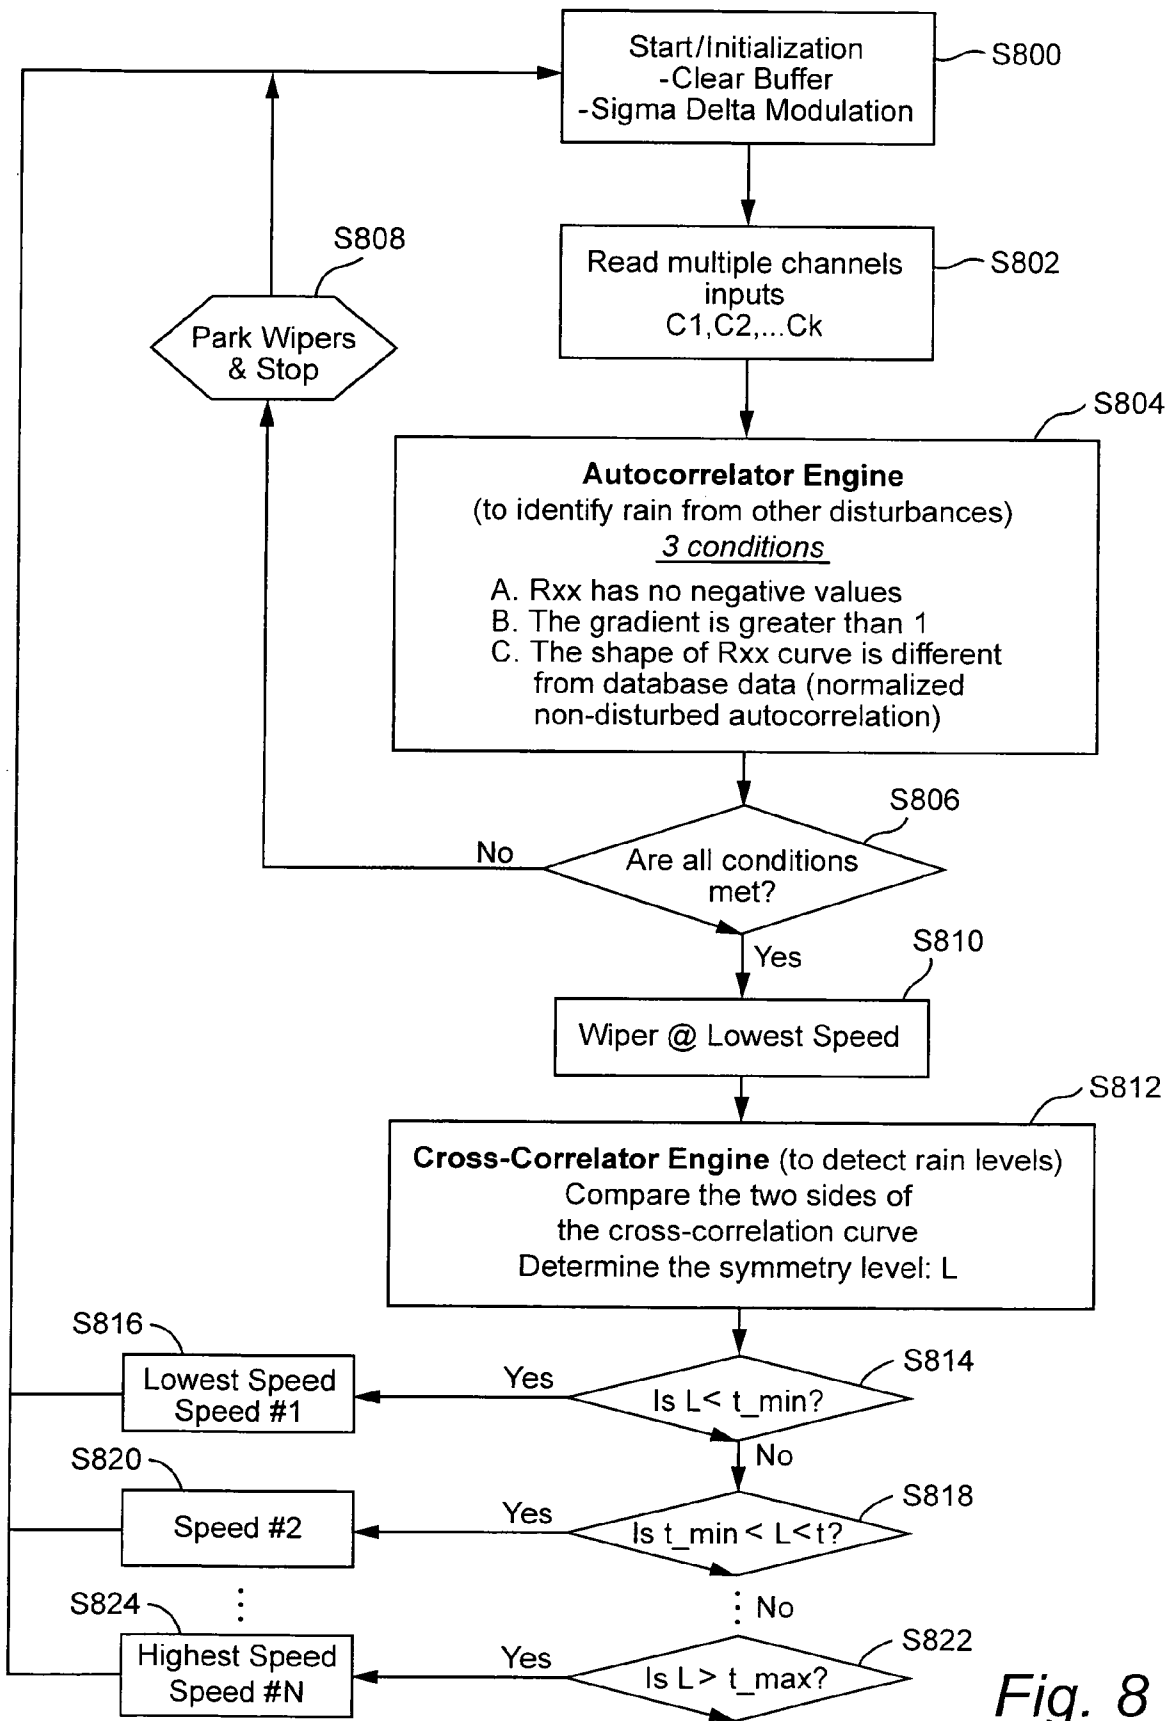 Start/Initialization
-Clear Buffer
-Sigma Delta Modulation
S800
Read multiple channels
inputs
C1,C2,...Ck
S802
S808
Park Wipers
& Stop
S804
Autocorrelator Engine
(to identify rain from other disturbances)
3 conditions
A. Rxx has no negative values
B. The gradient is greater than 1
C. The shape of Rxx curve is different
from database data (normalized
non-disturbed autocorrelation)
S806
No
Are all conditions
met?
Yes
S810
Wiper @ Lowest Speed
S812
Cross-Correlator Engine (to detect rain levels)
Compare the two sides of
the cross-correlation curve
Determine the symmetry level: L
S816
Lowest Speed
Speed #1
Yes
Is L< t_min?
S814
No
S820
Speed #2
Yes
Is t_min < L<t?
S818
No
S824
Highest Speed
Speed #N
Yes
Is L> t_max?
S822
Fig. 8